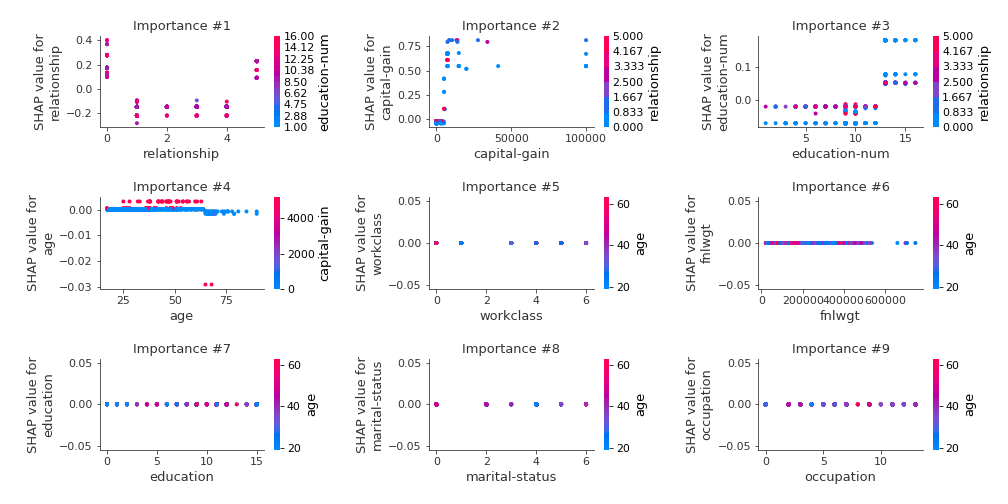 Importance #1
SHAP value for
relationship
0.4
0.2
0.0
−0.2
0
2
4
relationship
16.00
14.12
12.25
10.38
8.50
6.62
4.75
2.88
1.00
education-num
Importance #2
SHAP value for
capital-gain
0.75
0.50
0.25
0.00
0
50000
100000
capital-gain
5.000
4.167
3.333
2.500
1.667
0.833
0.000
relationship
Importance #3
SHAP value for
education-num
0.1
0.0
5
10
15
education-num
5.000
4.167
3.333
2.500
1.667
0.833
0.000
relationship
Importance #4
SHAP value for
age
0.00
−0.01
−0.02
−0.03
25
50
75
age
4000
2000
0
capital-gain
Importance #5
SHAP value for
workclass
0.05
0.00
−0.05
0
2
4
6
workclass
60
40
20
age
Importance #6
SHAP value for
fnlwgt
0.05
0.00
−0.05
0
200000
400000
600000
fnlwgt
60
40
20
age
Importance #7
SHAP value for
education
0.05
0.00
−0.05
0
5
10
15
education
60
40
20
age
Importance #8
SHAP value for
marital-status
0.05
0.00
−0.05
0
2
4
6
marital-status
60
40
20
age
Importance #9
SHAP value for
occupation
0.05
0.00
−0.05
0
5
10
occupation
60
40
20
age